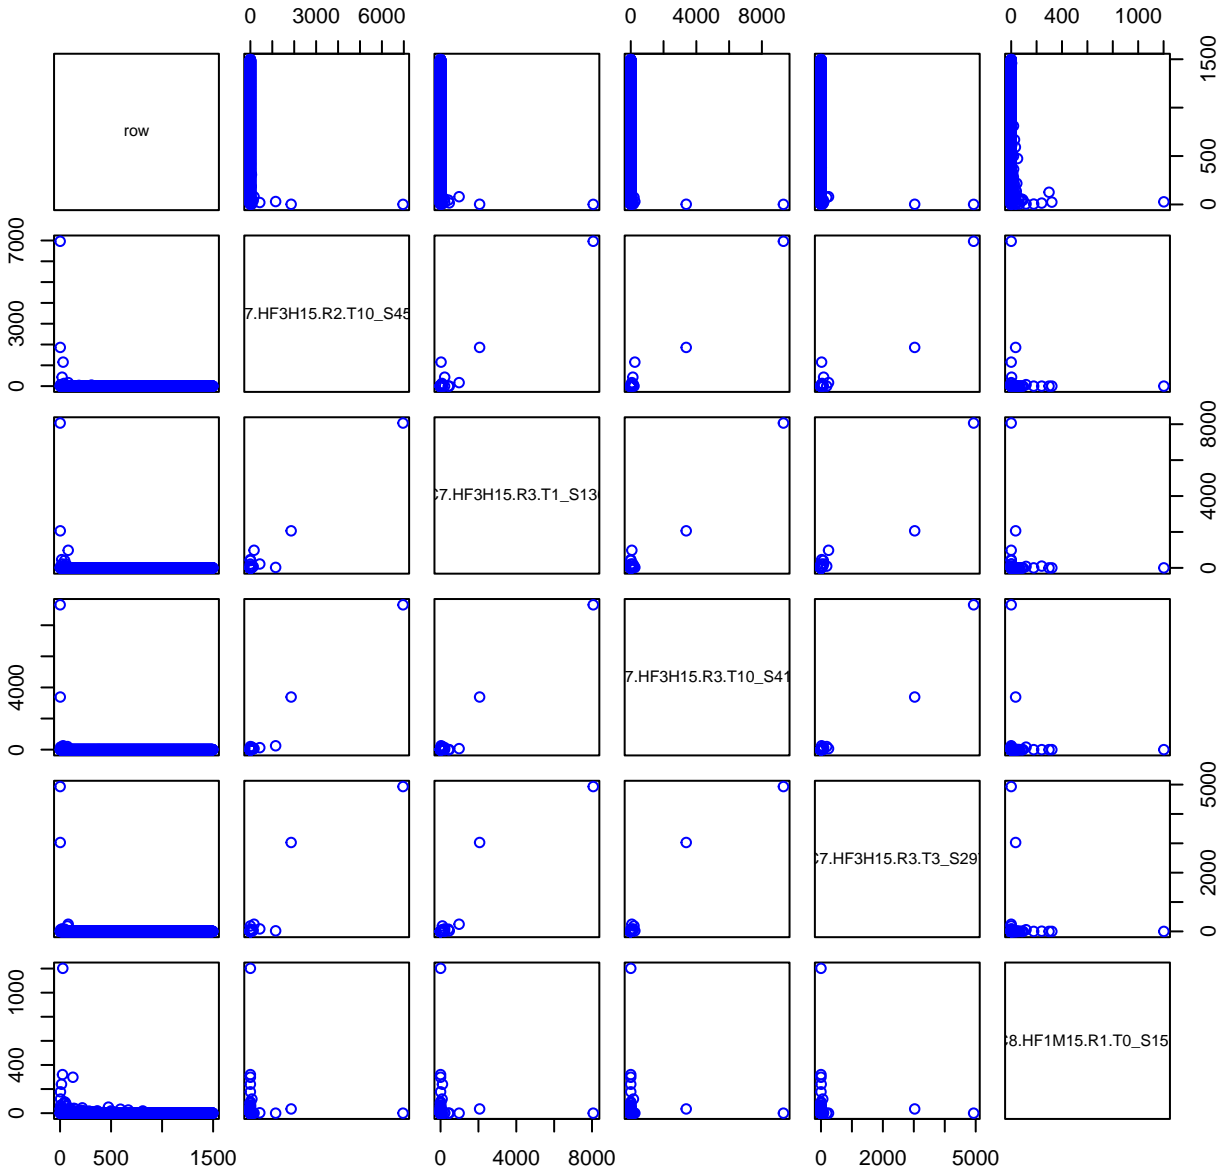 0 3000 6000 0 4000 8000 0 400 1000
row
0 500 1500
0 3000 7000
7.HF3H15.R2.T10_S45
C7.HF3H15.R3.T1_S130
0 4000 8000
0 4000
7.HF3H15.R3.T10_S41
C7.HF3H15.R3.T3_S29
0 2000 5000
0 400 1000
C8.HF1M15.R1.T0_S15
0 500 1500 0 4000 8000 0 2000 5000